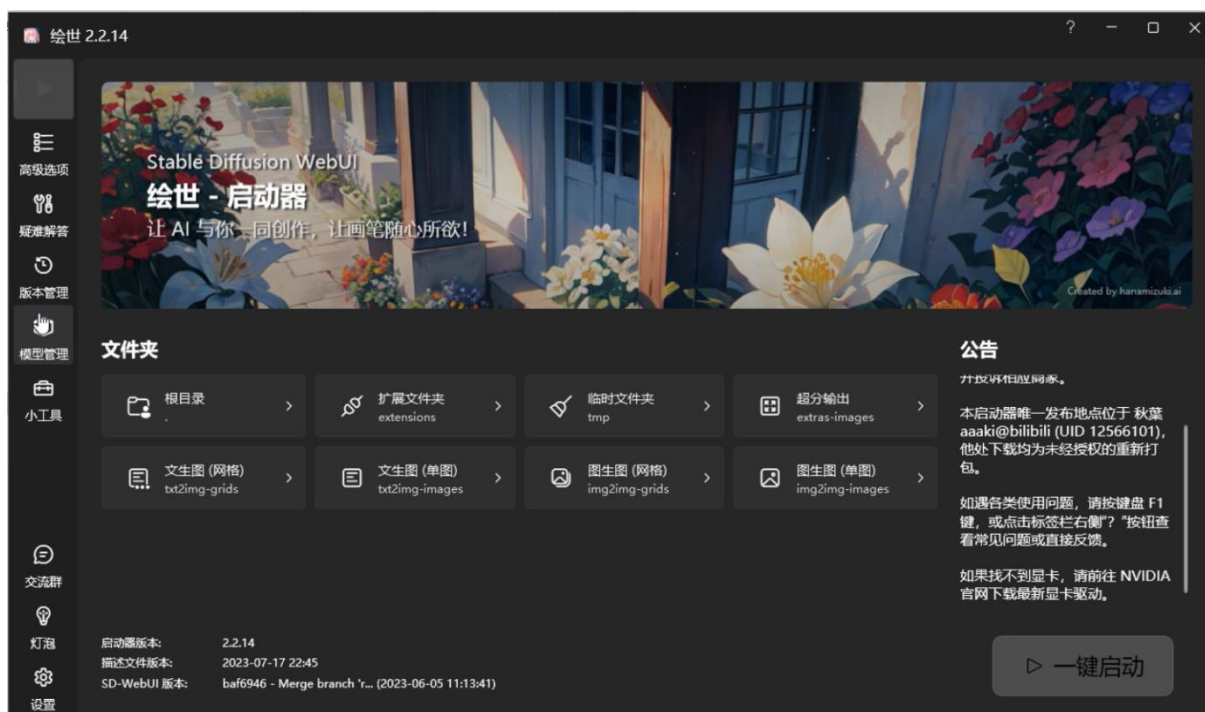 绘世 2.2.14
?
高级选项
疑难解答
版本管理
模型管理
小工具
交流群
灯泡
设置
Stable Diffusion WebUI
绘世 - 启动器
让 AI 与你一同创作，让画笔随心所欲!
Created by hanamizuki.ai
文件夹
根目录
.
扩展文件夹
extensions
临时文件夹
tmp
超分输出
extras-images
文生图 (网格)
txt2img-grids
文生图 (单图)
txt2img-images
图生图 (网格)
img2img-grids
图生图 (单图)
img2img-images
公告
并投诉相应商家。
本启动器唯一发布地点位于 秋葉
aaaki@bilibili (UID 12566101),
他处下载均为未经授权的重新打
包。
如遇各类使用问题，请按键盘 F1
键，或点击标签栏右侧"？"按钮查
看常见问题或直接反馈。
如果找不到显卡，请前往 NVIDIA
官网下载最新显卡驱动。
启动器版本: 2.2.14
描述文件版本: 2023-07-17 22:45
SD-WebUI 版本: baf6946 - Merge branch 'r... (2023-06-05 11:13:41)
一键启动